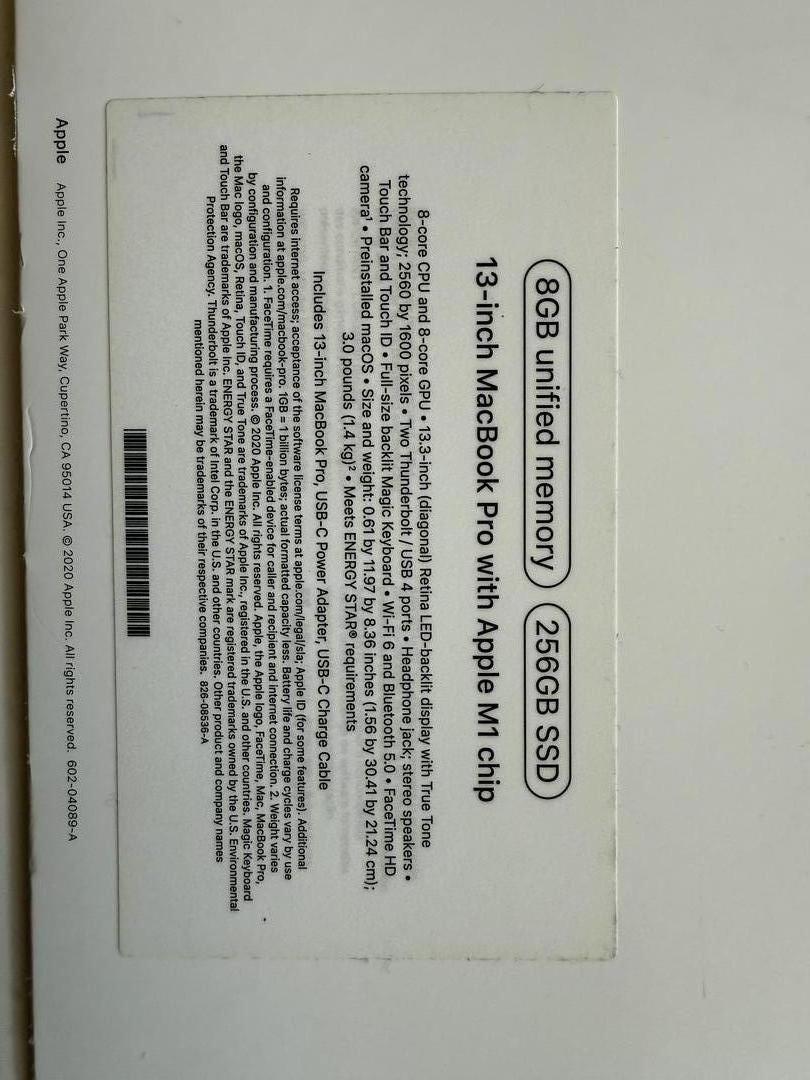 8GB unified memory 256GB SSD
13-inch MacBook Pro with Apple M1 chip
8-core CPU and 8-core GPU • 13.3-inch (diagonal) Retina LED-backlit display with True Tone
technology; 2560 by 1600 pixels • Two Thunderbolt / USB 4 ports • Headphone jack; stereo speakers •
Touch Bar and Touch ID • Full-size backlit Magic Keyboard • Wi-Fi 6 and Bluetooth 5.0 • FaceTime HD
camera¹ • Preinstalled macOS • Size and weight: 0.61 by 11.97 by 8.36 inches (1.56 by 30.41 by 21.24 cm);
3.0 pounds (1.4 kg)² • Meets ENERGY STAR® requirements
Includes 13-inch MacBook Pro, USB-C Power Adapter, USB-C Charge Cable
Requires internet access; acceptance of the software license terms at apple.com/legal/sla; Apple ID (for some features). Additional
information at apple.com/macbook-pro. 1GB = 1 billion bytes; actual formatted capacity less. Battery life and charge cycles vary by use
and configuration. 1. FaceTime requires a FaceTime-enabled device for caller and recipient and internet connection. 2. Weight varies
by configuration and manufacturing process. © 2020 Apple Inc. All rights reserved. Apple, the Apple logo, FaceTime, Mac, MacBook Pro,
the Mac logo, macOS, Retina, Touch ID, and True Tone are trademarks of Apple Inc., registered in the U.S. and other countries. Magic Keyboard
and Touch Bar are trademarks of Apple Inc. ENERGY STAR and the ENERGY STAR mark are registered trademarks owned by the U.S. Environmental
Protection Agency. Thunderbolt is a trademark of Intel Corp. in the U.S. and other countries. Other product and company names
mentioned herein may be trademarks of their respective companies. 826-08536-A
Apple Apple Inc., One Apple Park Way, Cupertino, CA 95014 USA. © 2020 Apple Inc. All rights reserved. 602-04089-A